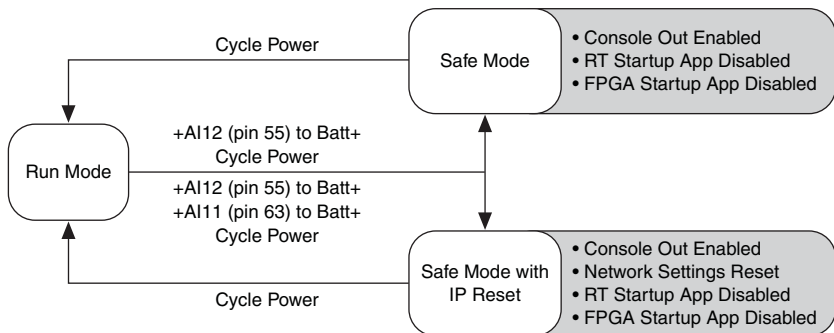 Cycle Power
Safe Mode
• Console Out Enabled
• RT Startup App Disabled
• FPGA Startup App Disabled
Run Mode
+AI12 (pin 55) to Batt+
Cycle Power
+AI12 (pin 55) to Batt+
+AI11 (pin 63) to Batt+
Cycle Power
Cycle Power
Safe Mode with
IP Reset
• Console Out Enabled
• Network Settings Reset
• RT Startup App Disabled
• FPGA Startup App Disabled